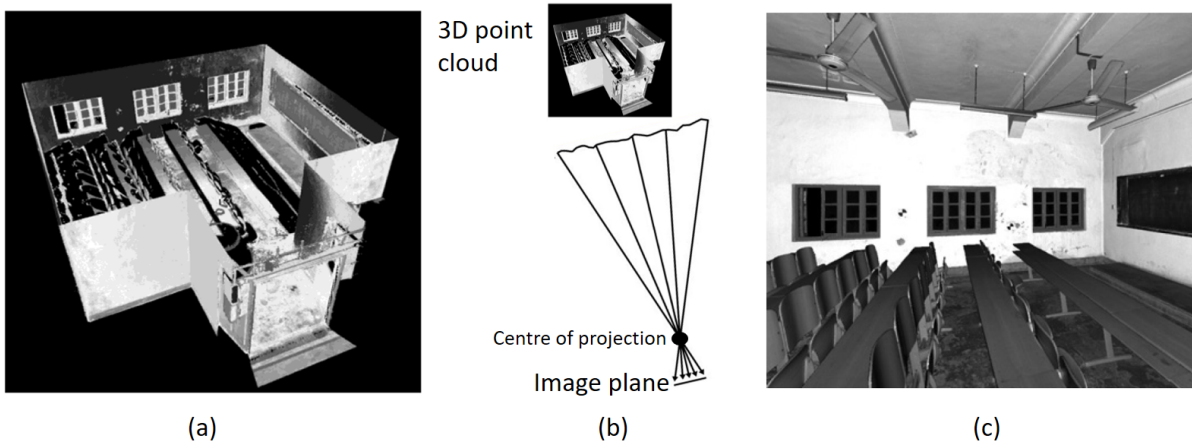 3D point
cloud
Centre of projection
Image plane
(a)
(b)
(c)